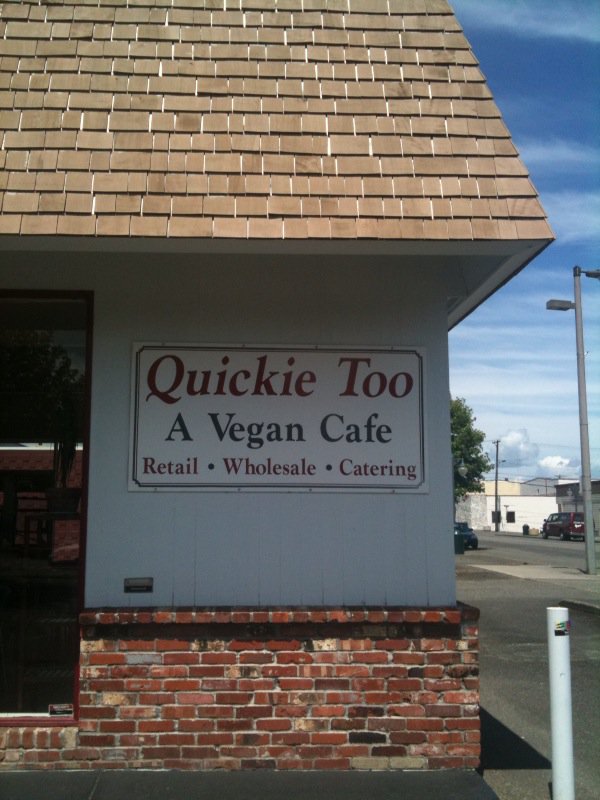 Quickie Too
A Vegan Cafe
Retail • Wholesale • Catering